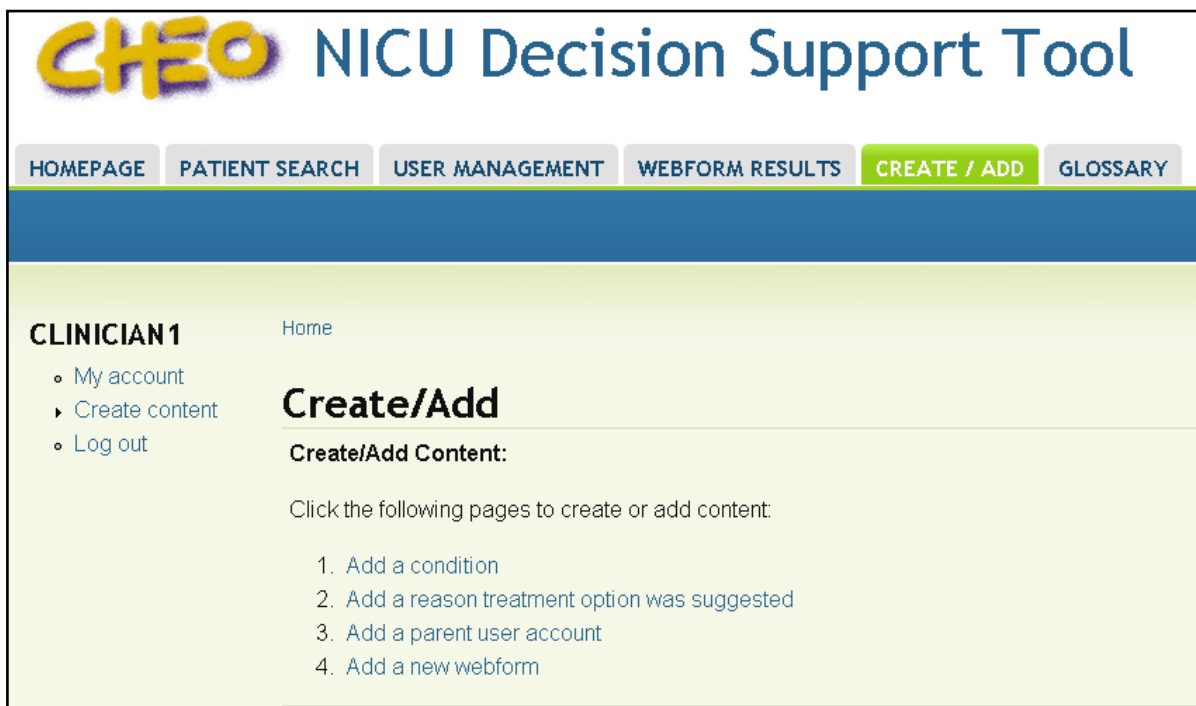 CHEO NICU Decision Support Tool
HOMEPAGE PATIENT SEARCH USER MANAGEMENT WEBFORM RESULTS CREATE / ADD GLOSSARY
CLINICIAN1
My account
Create content
Log out
Home
Create/Add
Create/Add Content:
Click the following pages to create or add content:
1. Add a condition
2. Add a reason treatment option was suggested
3. Add a parent user account
4. Add a new webform